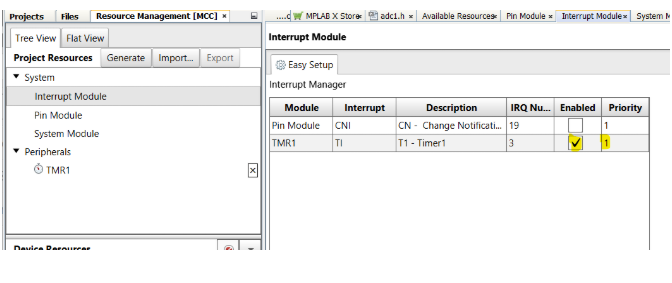 Projects Files Resource Management [MCC] × ....c MPLAB X Store × adc1.h × Available Resources × Pin Module × Interrupt Module × System M
Tree View Flat View
Interrupt Module
Project Resources Generate Import... Export
Easy Setup
System
Interrupt Manager
Interrupt Module
Pin Module
System Module
Peripherals
TMR1
Module Interrupt Description IRQ Nu... Enabled Priority
Pin Module CNI CN - Change Notificati... 19 1
TMR1 TI T1 - Timer1 3 1
Device Resources